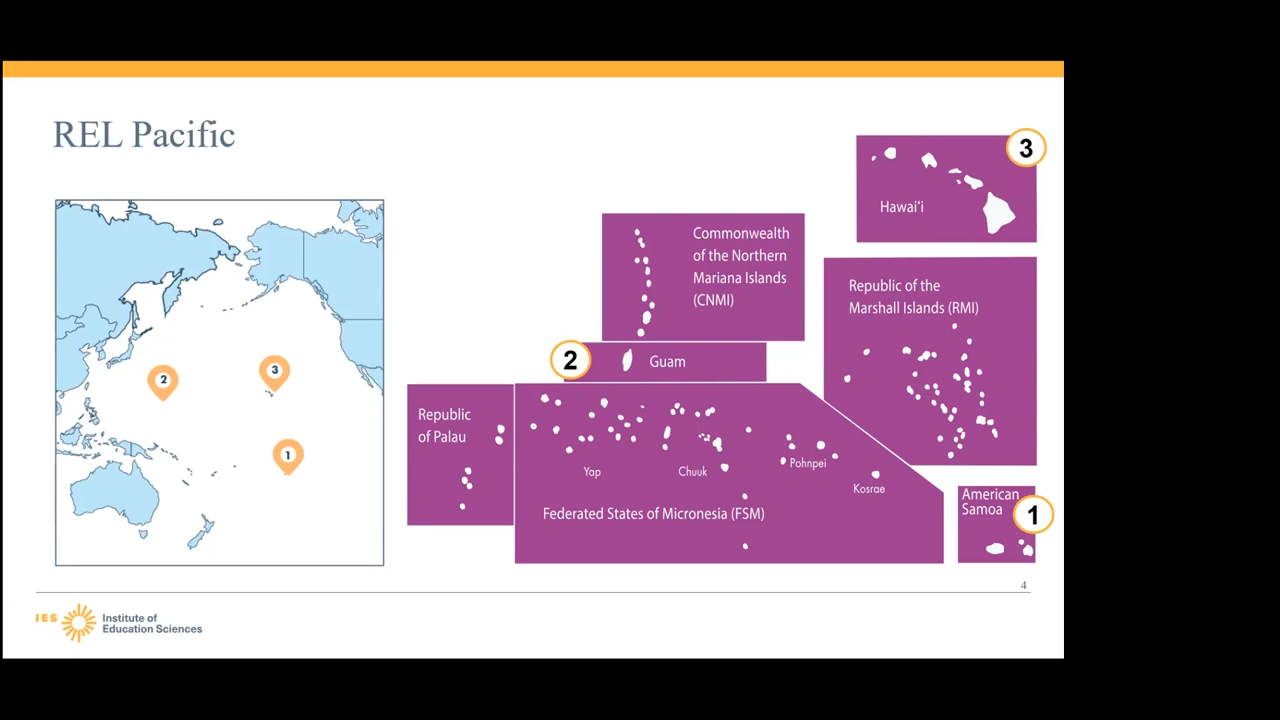 REL Pacific
2
3
1
3
Hawaiʻi
Commonwealth
of the Northern
Mariana Islands
(CNMI)
Republic of the
Marshall Islands (RMI)
2
Guam
Republic
of Palau
Yap
Chuuk
Pohnpei
Kosrae
Federated States of Micronesia (FSM)
American
Samoa
1
4
IES
Institute of
Education Sciences